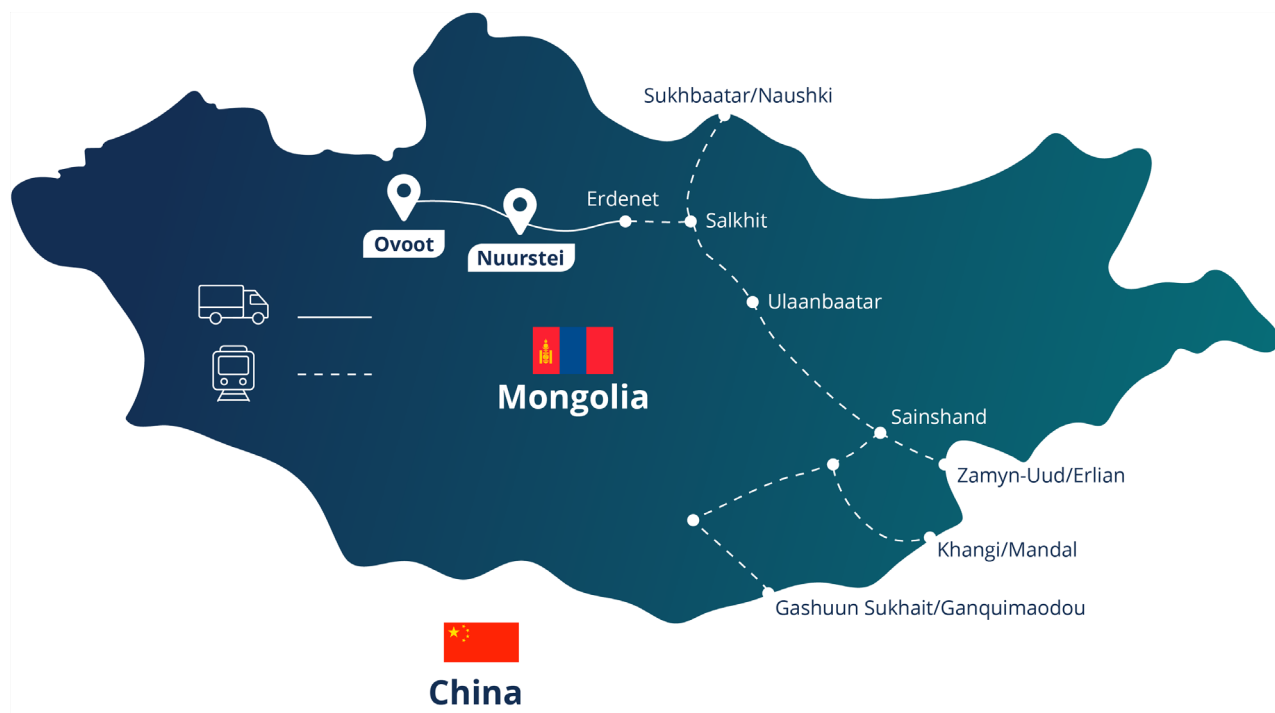 Sukhbaatar/Naushki
Erdenet
Salkhit
Ovoot
Nuurstei
Ulaanbaatar
Mongolia
Sainshand
Zamyn-Uud/Erlian
Khangi/Mandal
Gashuun Sukhait/Ganquimaodou
China